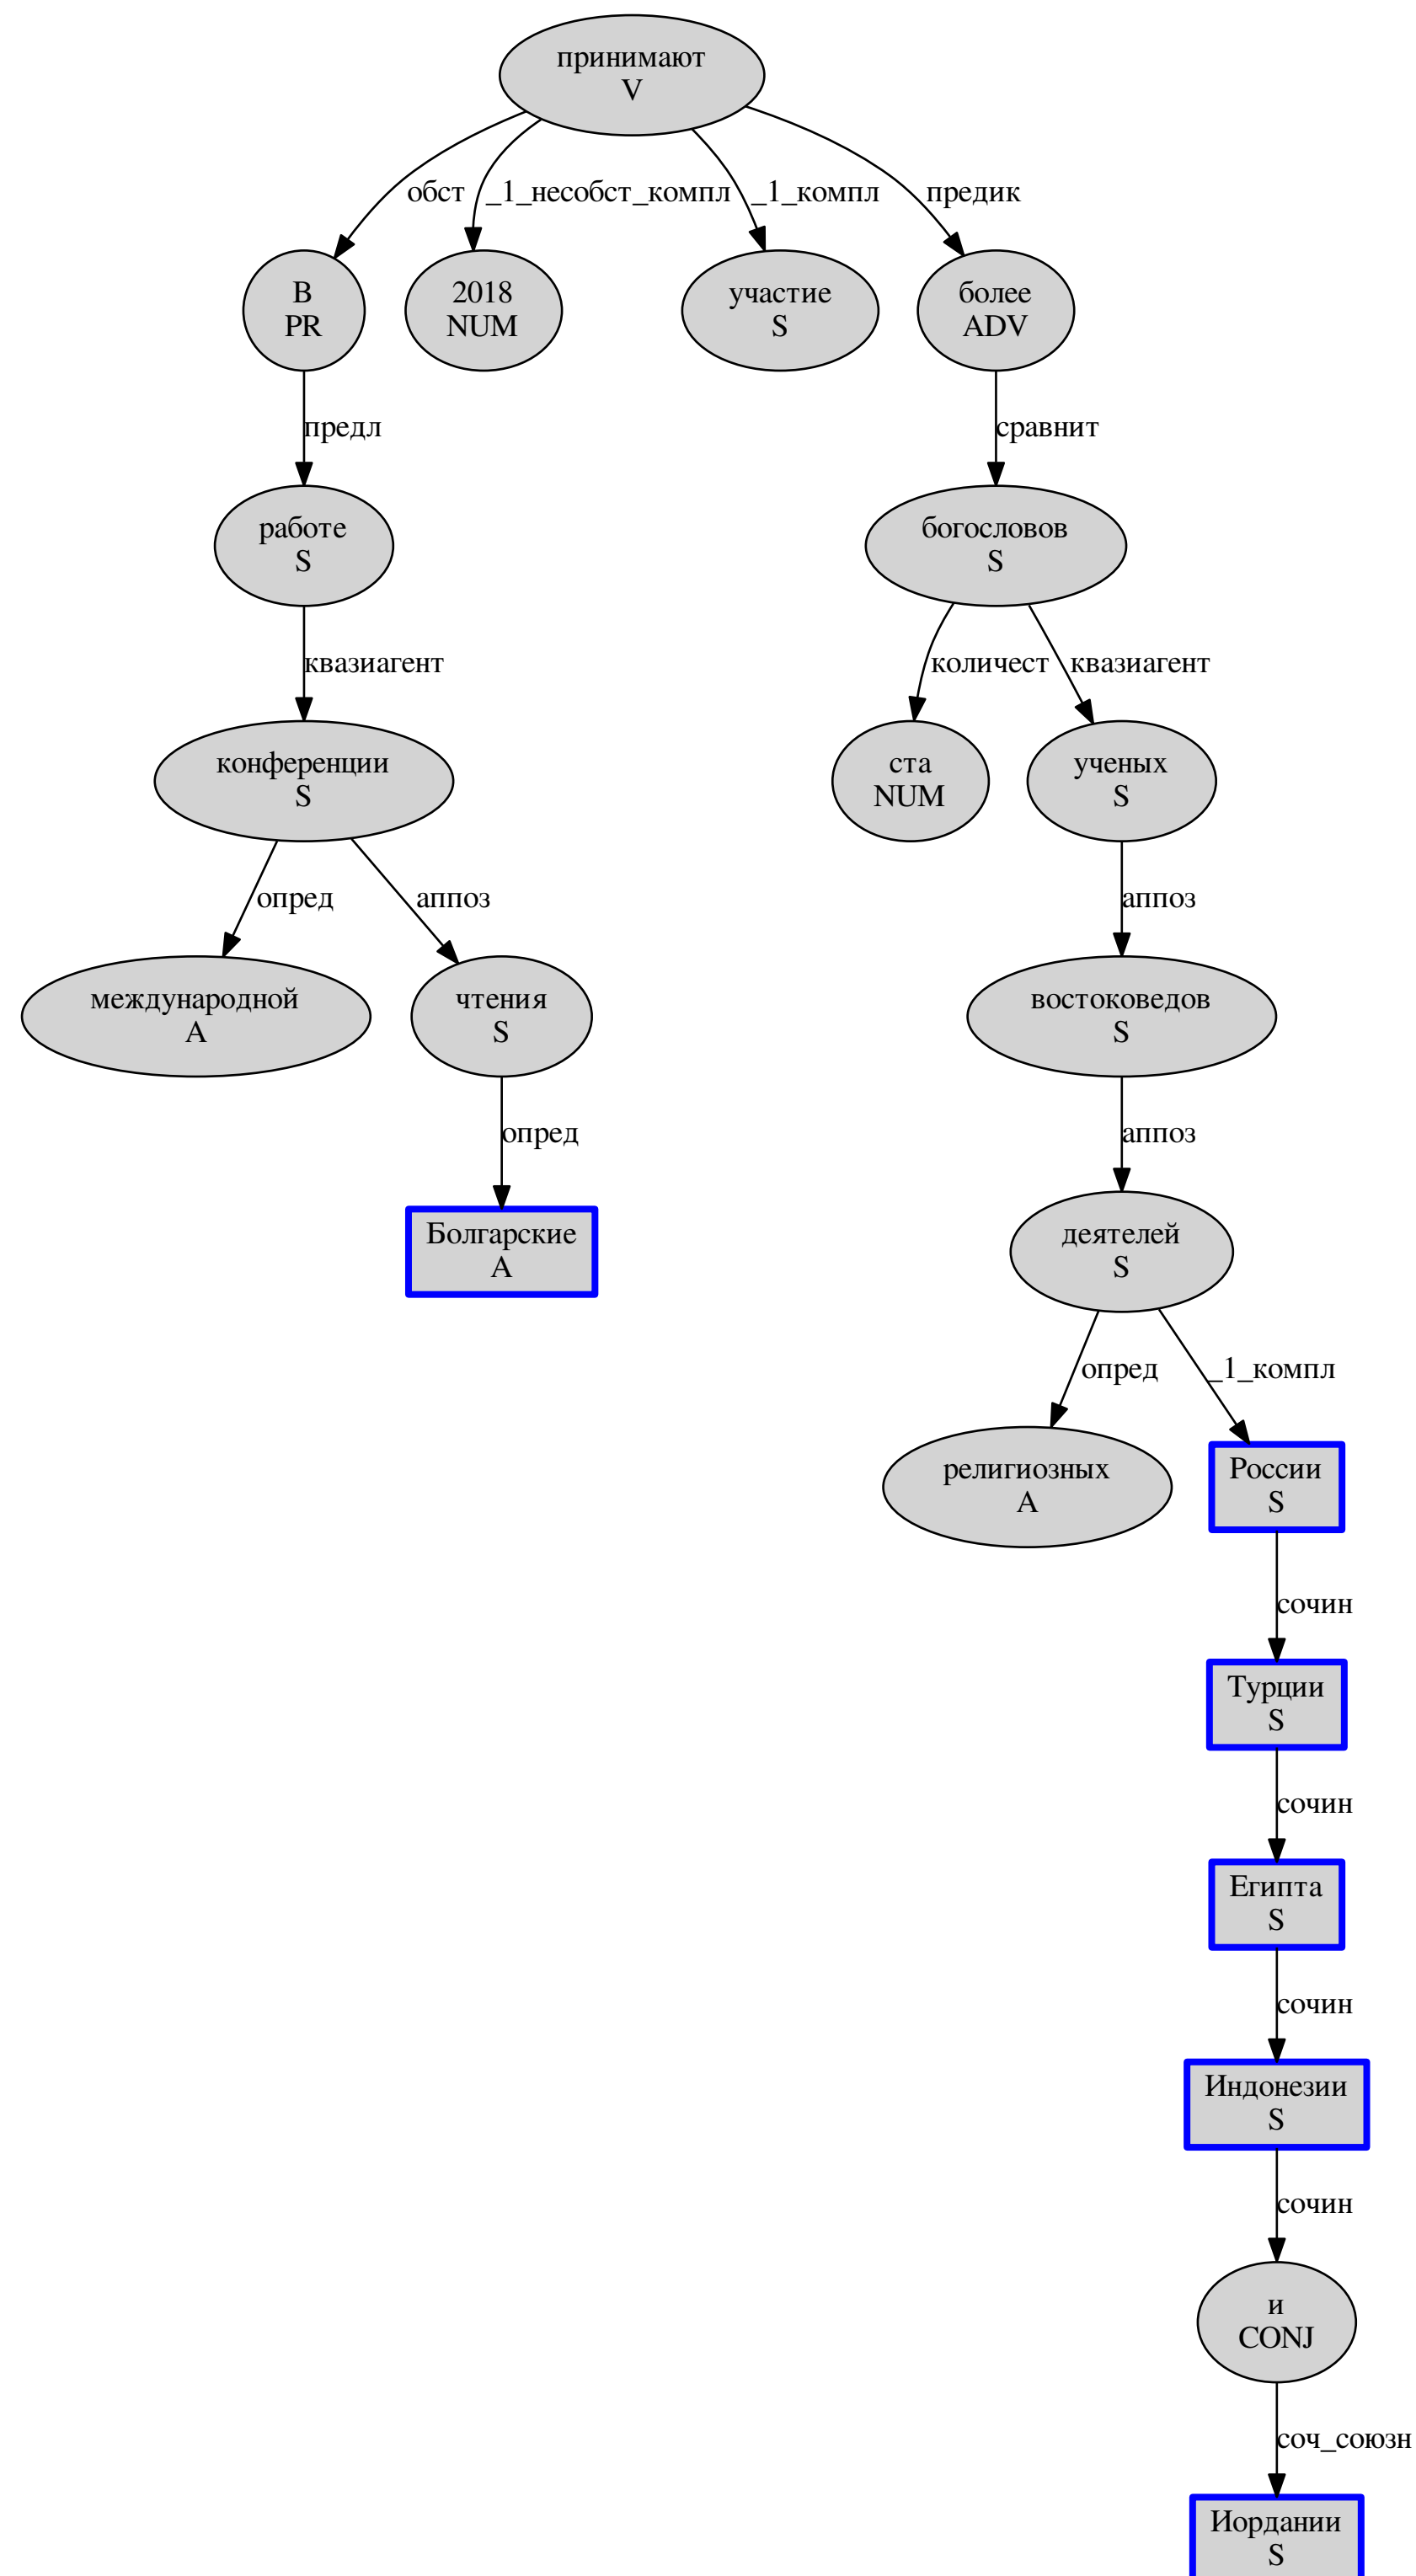 принимают
V
обст
_1_несобст_компл
_1_компл
предик
В
PR
2018
NUM
участие
S
более
ADV
предл
сравнит
работе
S
богословов
S
квазиагент
количест
квазиагент
конференции
S
ста
NUM
ученых
S
опред
аппоз
аппоз
международной
A
чтения
S
востоковедов
S
опред
аппоз
Болгарские
A
деятелей
S
опред
_1_компл
религиозных
A
России
S
сочин
Турции
S
сочин
Египта
S
сочин
Индонезии
S
сочин
и
CONJ
соч_союзн
Иордании
S